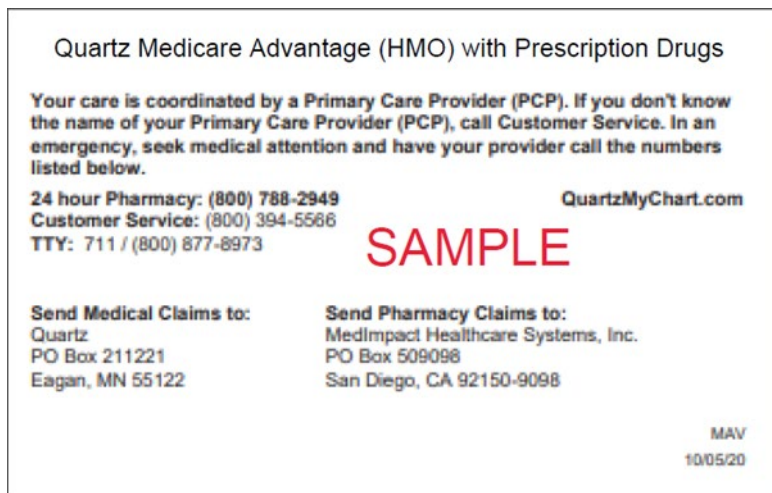 Quartz Medicare Advantage (HMO) with Prescription Drugs
Your care is coordinated by a Primary Care Provider (PCP). If you don't know
the name of your Primary Care Provider (PCP), call Customer Service. In an
emergency, seek medical attention and have your provider call the numbers
listed below.
24 hour Pharmacy: (800) 788-2949
QuartzMyChart.com
Customer Service: (800) 394-5566
TTY: 711 / (800) 877-8973
SAMPLE
Send Medical Claims to:
Quartz
PO Box 211221
Eagan, MN 55122
Send Pharmacy Claims to:
MedImpact Healthcare Systems, Inc.
PO Box 509098
San Diego, CA 92150-9098
MAV
10/05/20